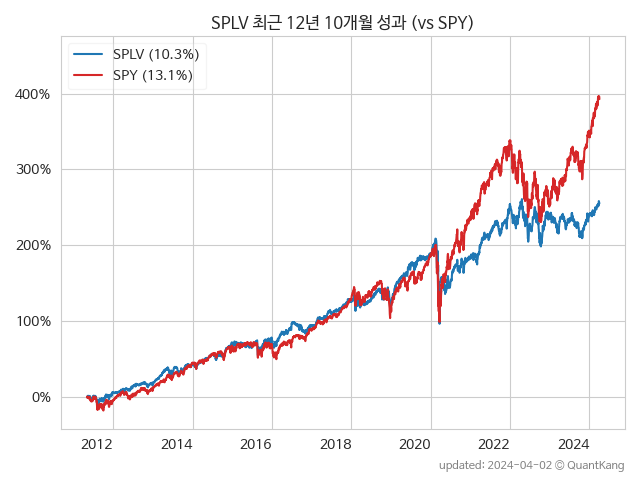 SPLV 최근 12년 10개월 성과 (vs SPY)
SPLV (10.3%)
SPY (13.1%)
400%
300%
200%
100%
0%
2012 2014 2016 2018 2020 2022 2024
updated: 2024-04-02 © QuantKang